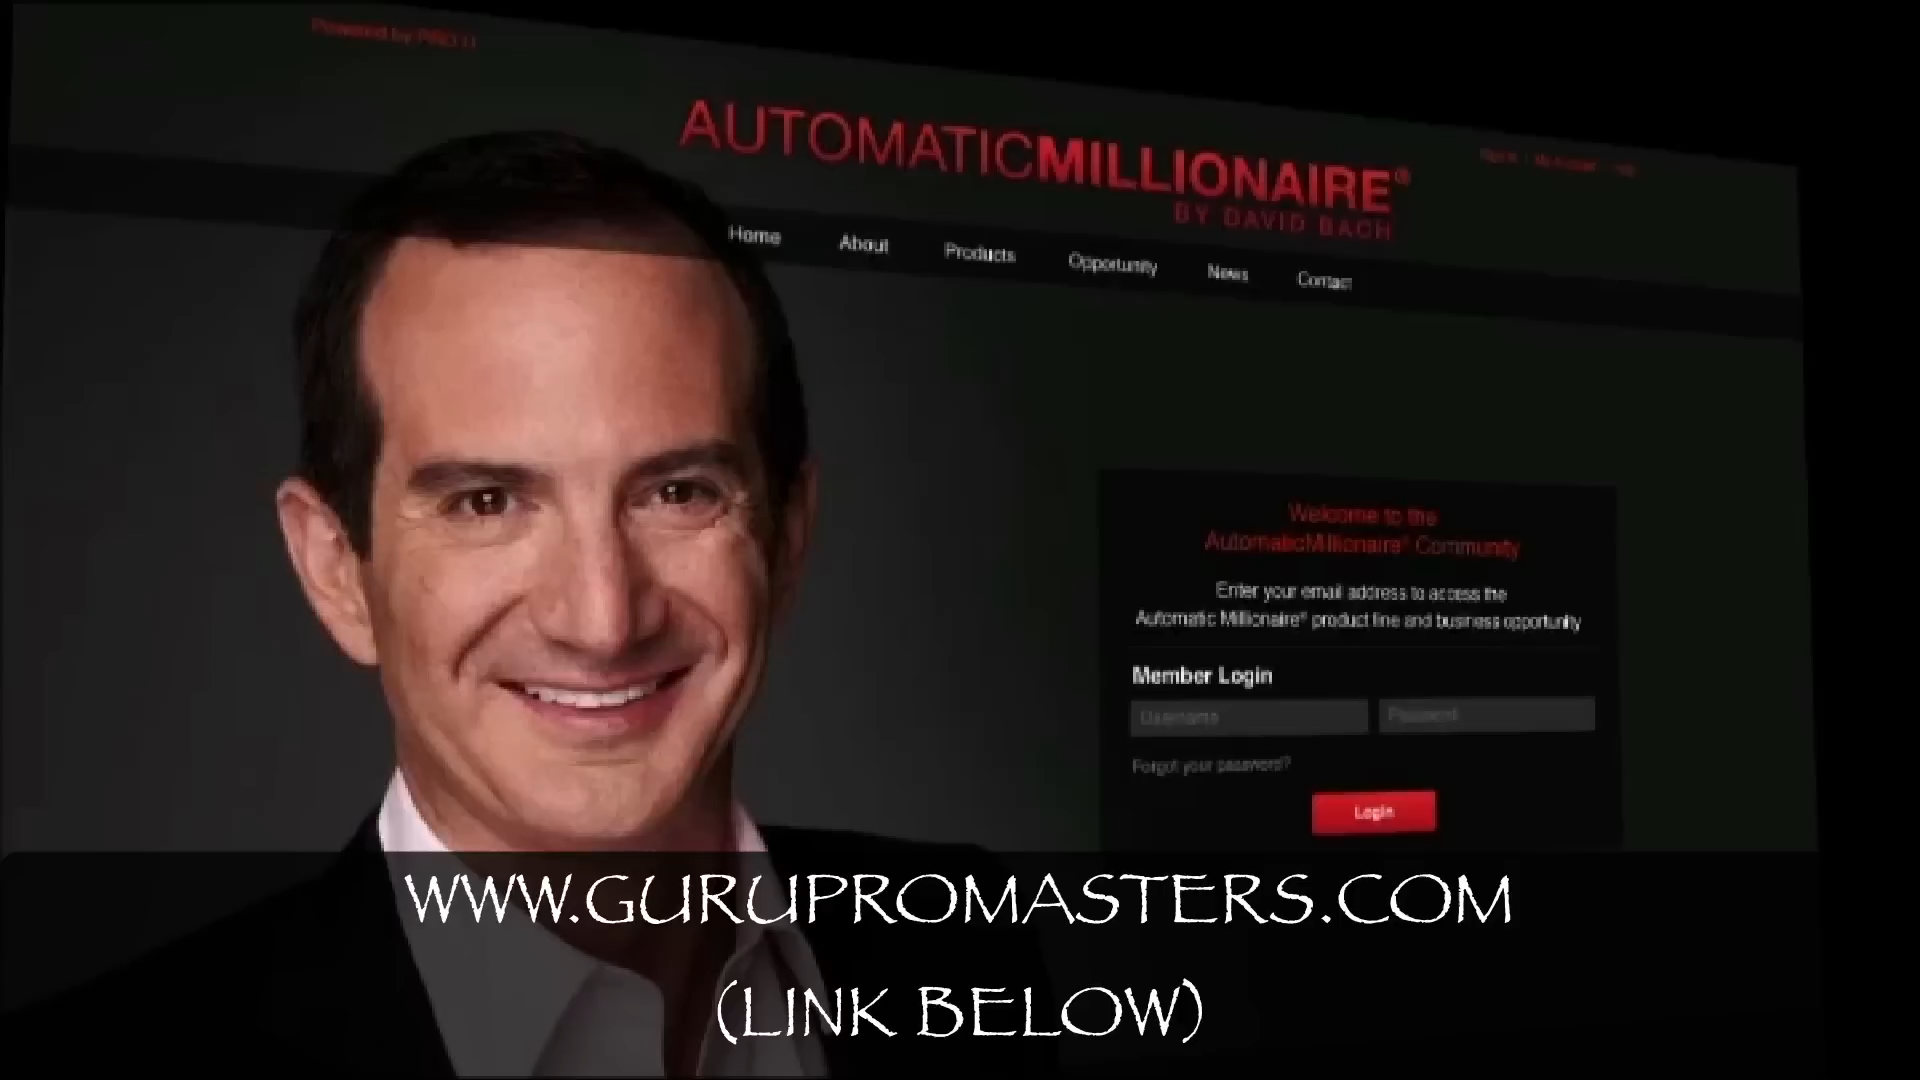 Powered by PRO U
AUTOMATICMILLIONAIRE®
BY DAVID BACH
Home About Products Opportunity News Contact
Welcome to the
AutomaticMillionaire® Community
Enter your email address to access the
Automatic Millionaire® product line and business opportunity
Member Login
Username Password
Forgot your password?
Login
WWW.GURUPROMASTERS.COM
(LINK BELOW)